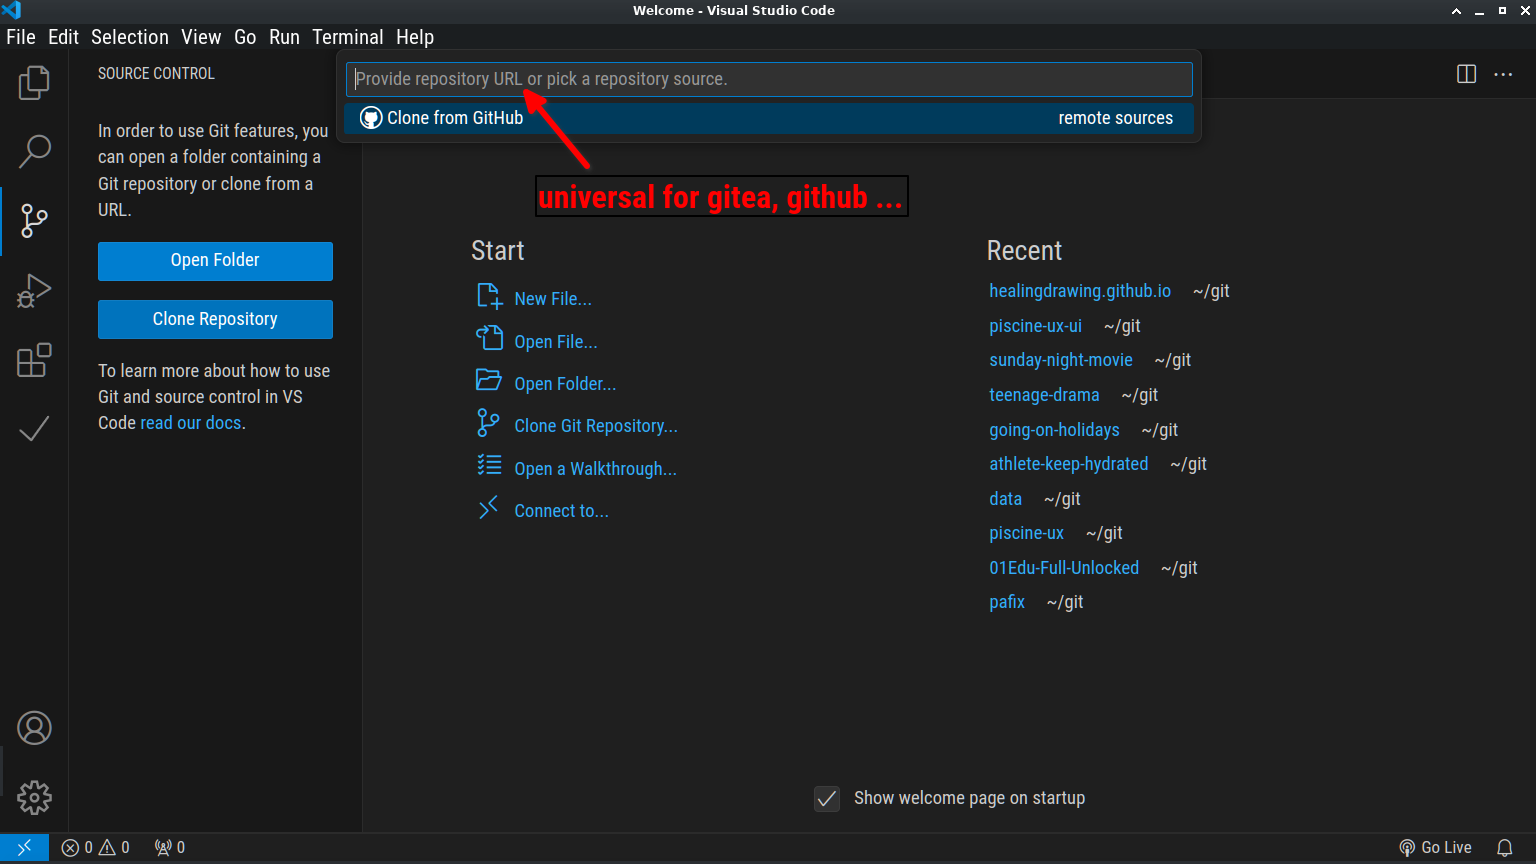 Welcome - Visual Studio Code
File Edit Selection View Go Run Terminal Help
SOURCE CONTROL
Provide repository URL or pick a repository source.
Clone from GitHub remote sources
universal for gitea, github ...
In order to use Git features, you
can open a folder containing a
Git repository or clone from a
URL.
Open Folder
Clone Repository
To learn more about how to use
Git and source control in VS
Code read our docs.
Start
New File...
Open File...
Open Folder...
Clone Git Repository...
Open a Walkthrough...
Connect to...
Recent
healingdrawing.github.io ~/git
piscine-ux-ui ~/git
sunday-night-movie ~/git
teenage-drama ~/git
going-on-holidays ~/git
athlete-keep-hydrated ~/git
data ~/git
piscine-ux ~/git
01Edu-Full-Unlocked ~/git
pafix ~/git
Show welcome page on startup
0 0 0 Go Live